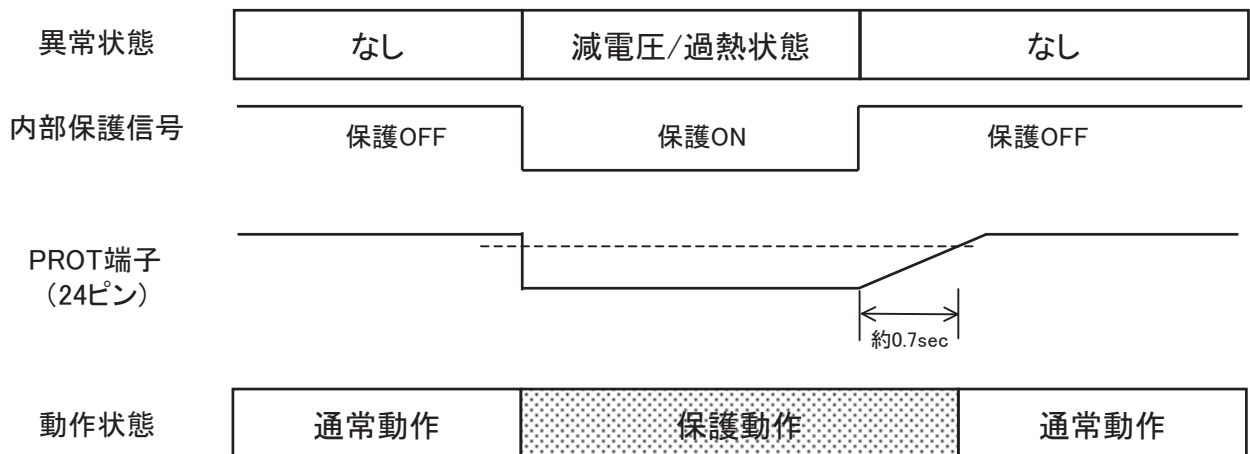 異常状態
なし
減電圧/過熱状態
なし
内部保護信号
保護OFF
保護ON
保護OFF
PROT端子
(24ピン)
約0.7sec
動作状態
通常動作
保護動作
通常動作